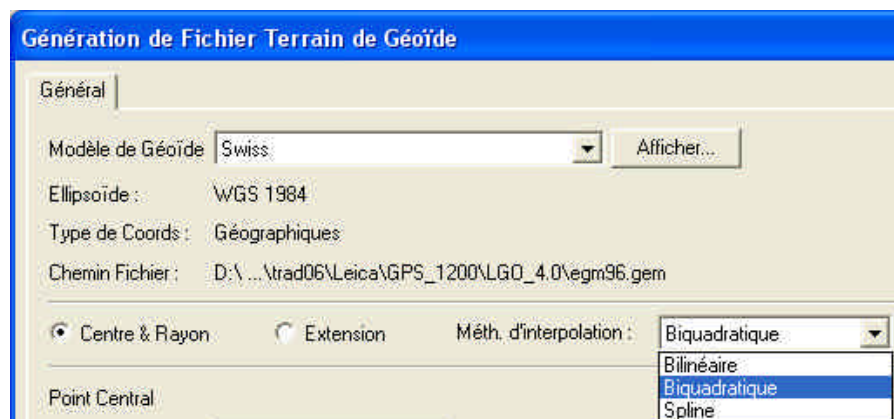 Génération de Fichier Terrain de Géoïde
Général
Modèle de Géoïde Swiss Afficher...
Ellipsoïde : WGS 1984
Type de Coords : Géographiques
Chemin Fichier : D:\ ...\trad06\Leica\GPS_1200\LGO_4.0\egm96.gem
Centre & Rayon Extension Méth. d'interpolation : Biquadratique
Bilinéaire
Biquadratique
Spline
Point Central